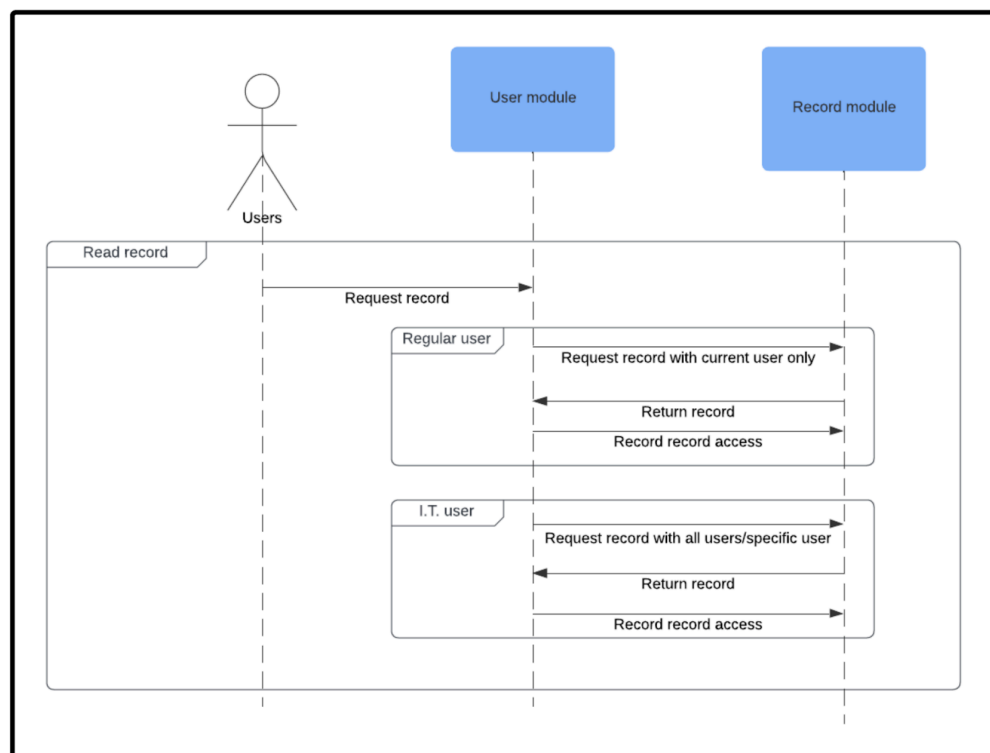 User module
Record module
Users
Read record
Request record
Regular user
Request record with current user only
Return record
Record record access
I.T. user
Request record with all users/specific user
Return record
Record record access